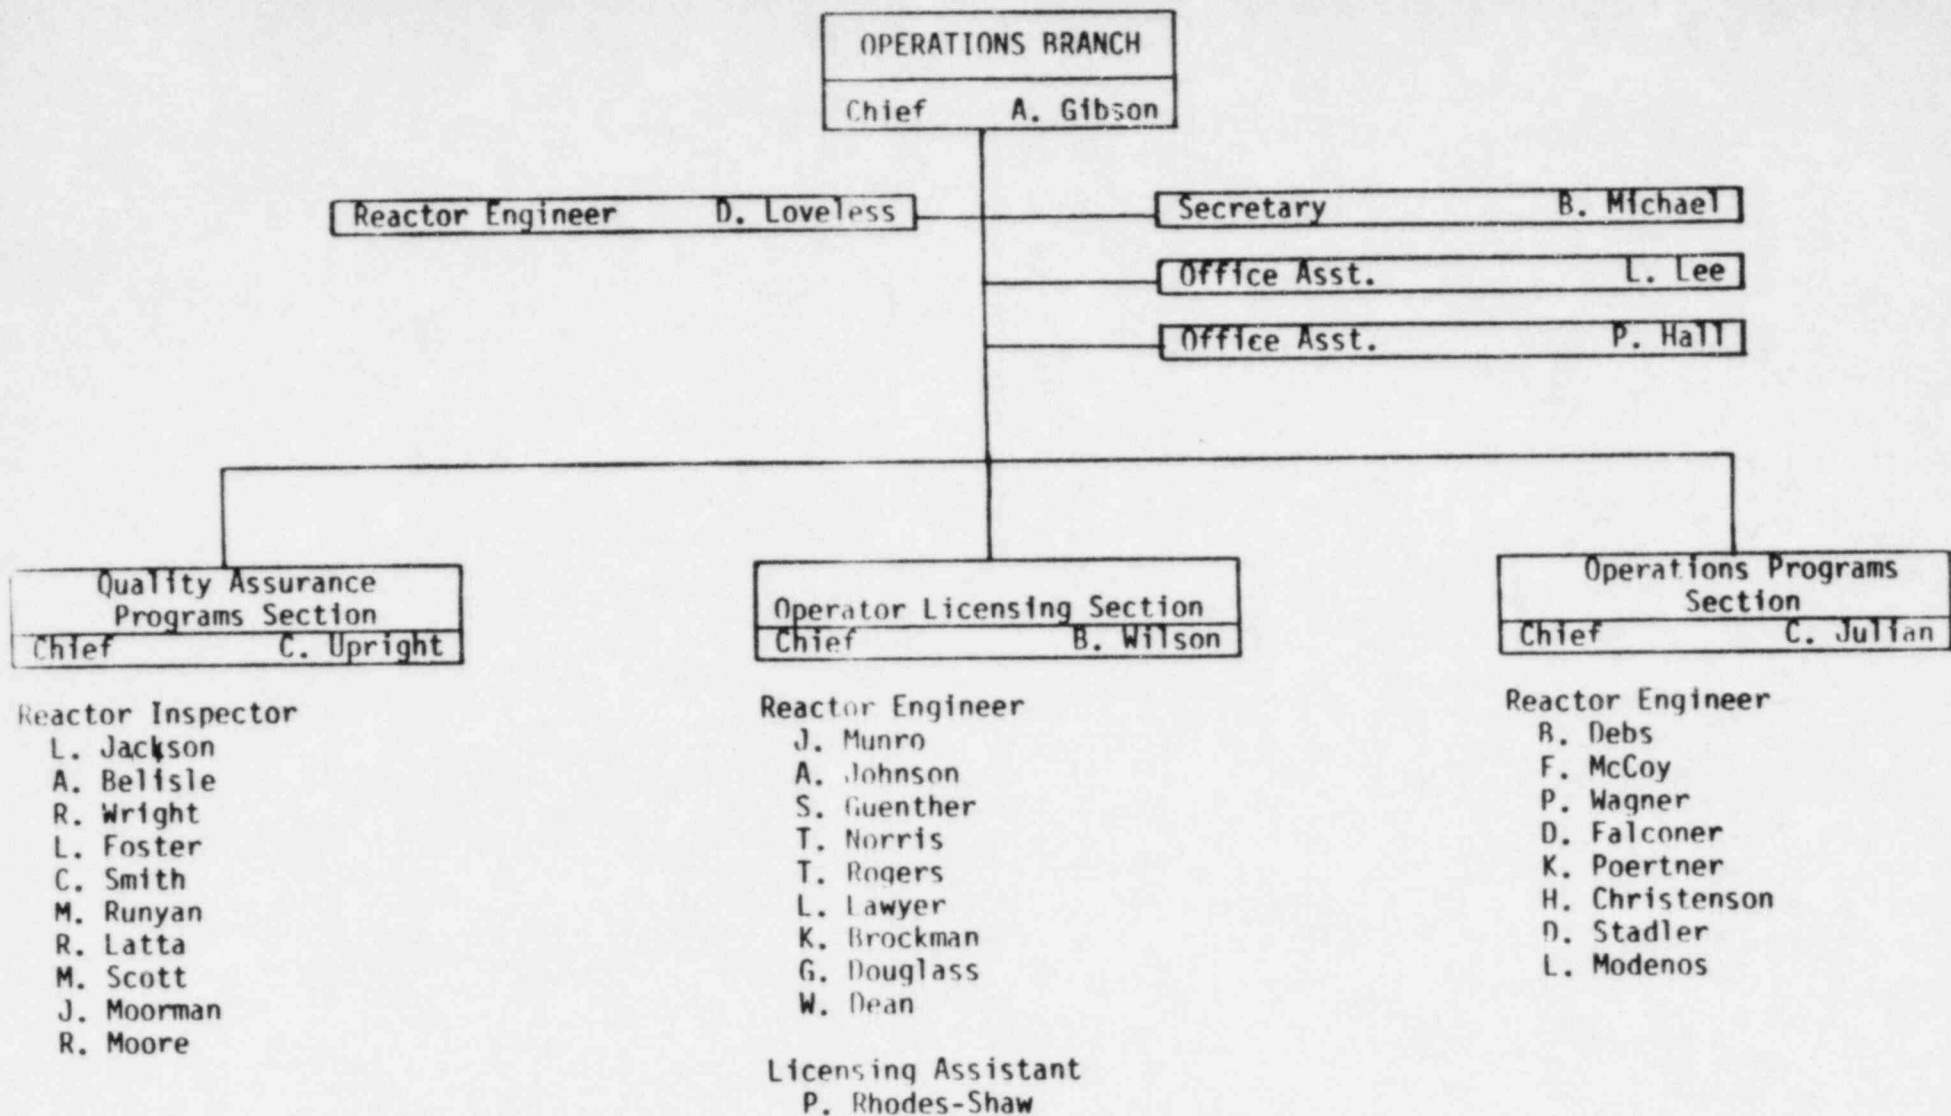 OPERATIONS BRANCH
Chief A. Gibson
Reactor Engineer D. Loveless
Secretary B. Michael
Office Asst. L. Lee
Office Asst. P. Hall
Quality Assurance
Programs Section
Chief C. Upright
Reactor Inspector
L. Jackson
A. Belisle
R. Wright
L. Foster
C. Smith
M. Runyan
R. Latta
M. Scott
J. Moorman
R. Moore
Operator Licensing Section
Chief B. Wilson
Reactor Engineer
J. Munro
A. Johnson
S. Guenther
T. Norris
T. Rogers
L. Lawyer
K. Brockman
G. Douglass
W. Dean
Licensing Assistant
P. Rhodes-Shaw
Operations Programs
Section
Chief C. Julian
Reactor Engineer
R. Debs
F. McCoy
P. Wagner
D. Falconer
K. Poertner
H. Christenson
D. Stadler
L. Modenos